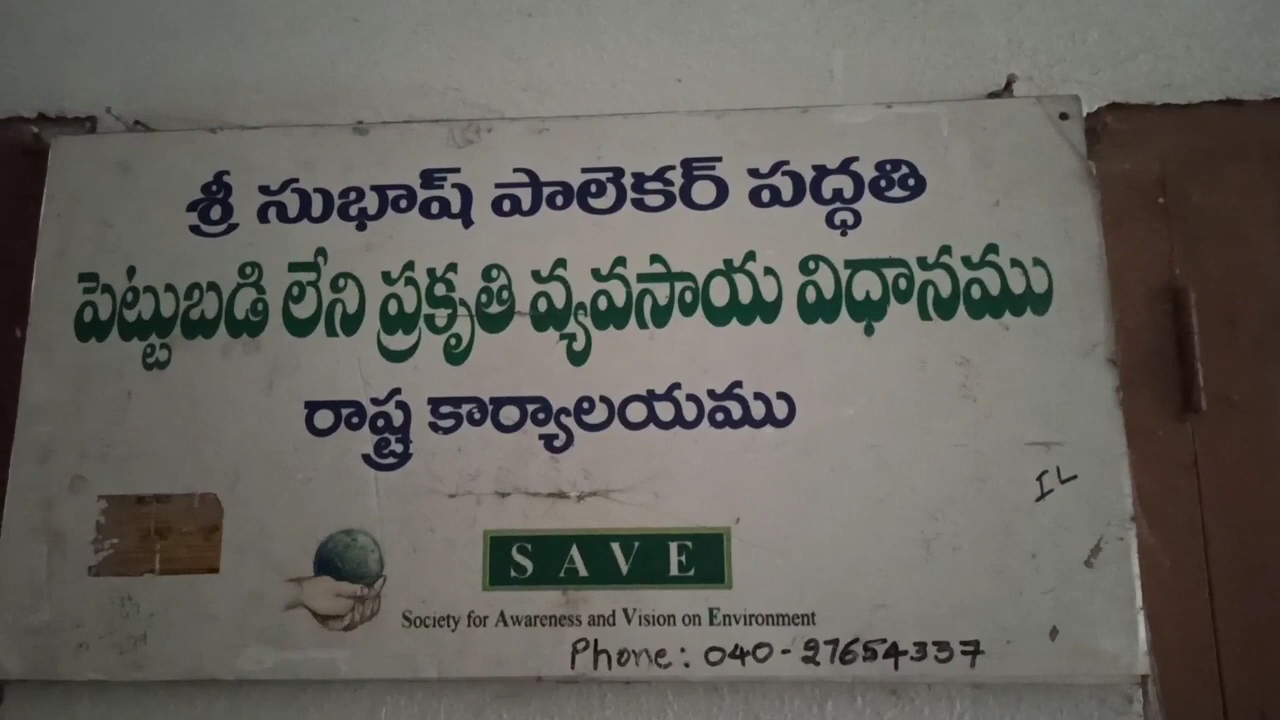 శ్రీ సుభాష్ పాలెకర్ పద్ధతి
పెట్టుబడి లేని ప్రకృతి వ్యవసాయ విధానము
రాష్ట్ర కార్యాలయము
IL
SAVE
Society for Awareness and Vision on Environment
Phone: 040-27654337